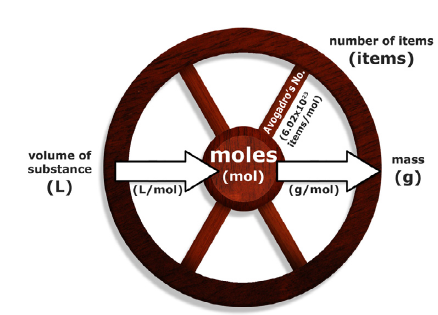 number of items
(items)
Avogadro's No.
(6.02x10²³
items/mol)
volume of
substance
(L)
moles
(mol)
(L/mol)
(g/mol)
mass
(g)